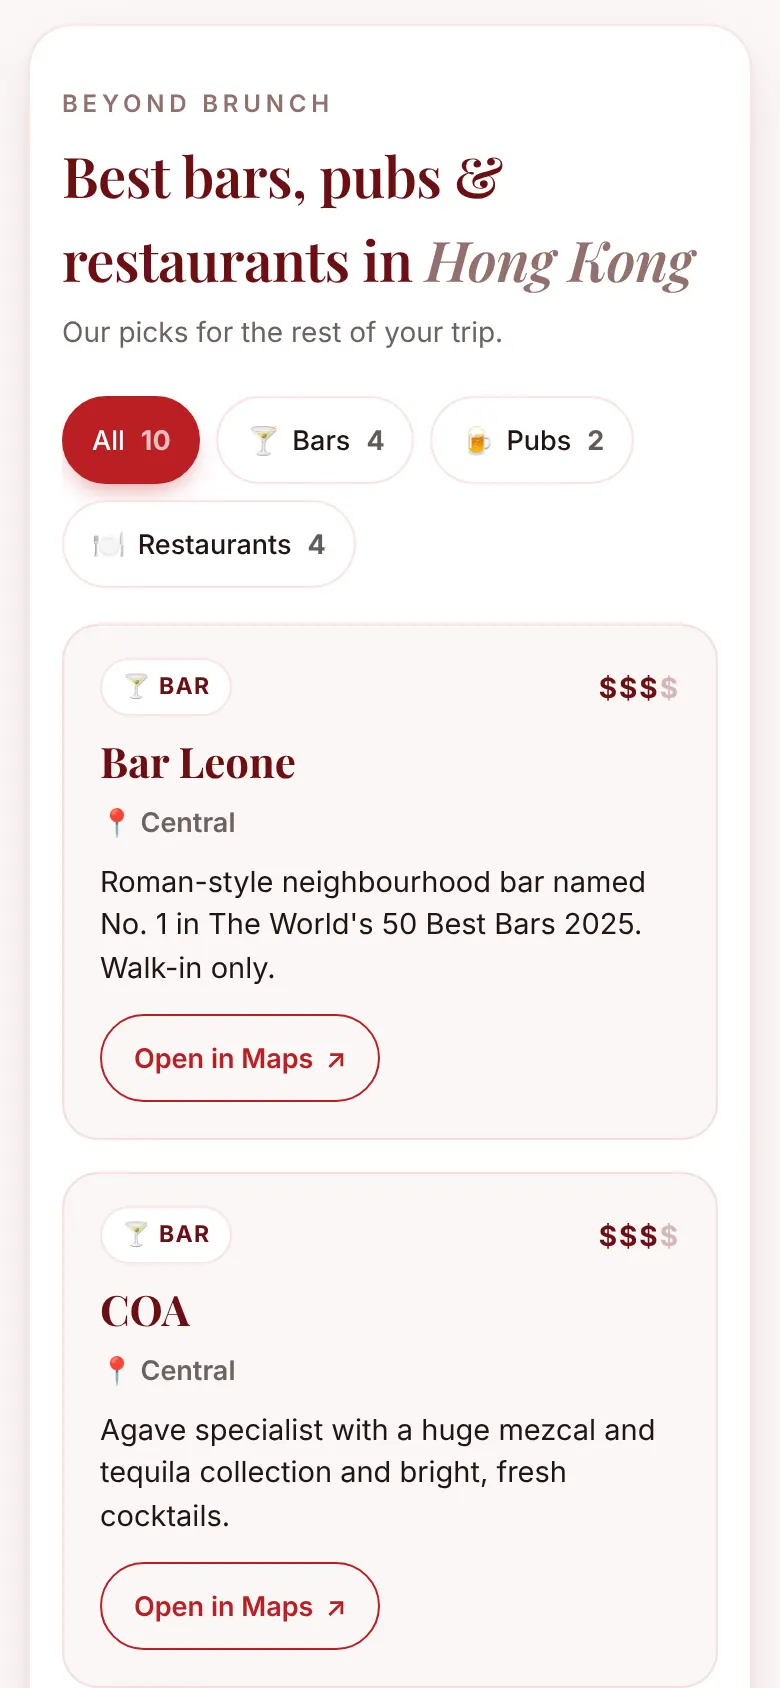 BEYOND BRUNCH
Best bars, pubs &
restaurants in Hong Kong
Our picks for the rest of your trip.
All 10
🍸 Bars 4
🍺 Pubs 2
🍽️ Restaurants 4
🍸 BAR
$$$$
Bar Leone
📍 Central
Roman-style neighbourhood bar named
No. 1 in The World's 50 Best Bars 2025.
Walk-in only.
Open in Maps ↗
🍸 BAR
$$$$
COA
📍 Central
Agave specialist with a huge mezcal and
tequila collection and bright, fresh
cocktails.
Open in Maps ↗